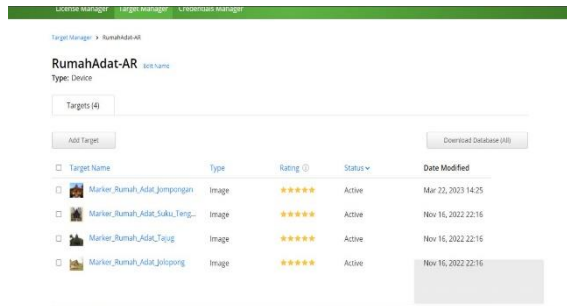 License Manager Target Manager Credentials Manager
Target Manager > RumahAdat-AR
RumahAdat-AR Edit Name
Type: Device
Targets (4)
Add Target Download Database (All)
Target Name Type Rating Status Date Modified
Marker_Rumah_Adat_Jompongan Image Active Mar 22, 2023 14:25
Marker_Rumah_Adat_Suku_Teng... Image Active Nov 16, 2022 22:16
Marker_Rumah_Adat_Tajug Image Active Nov 16, 2022 22:16
Marker_Rumah_Adat_Jolopong Image Active Nov 16, 2022 22:16